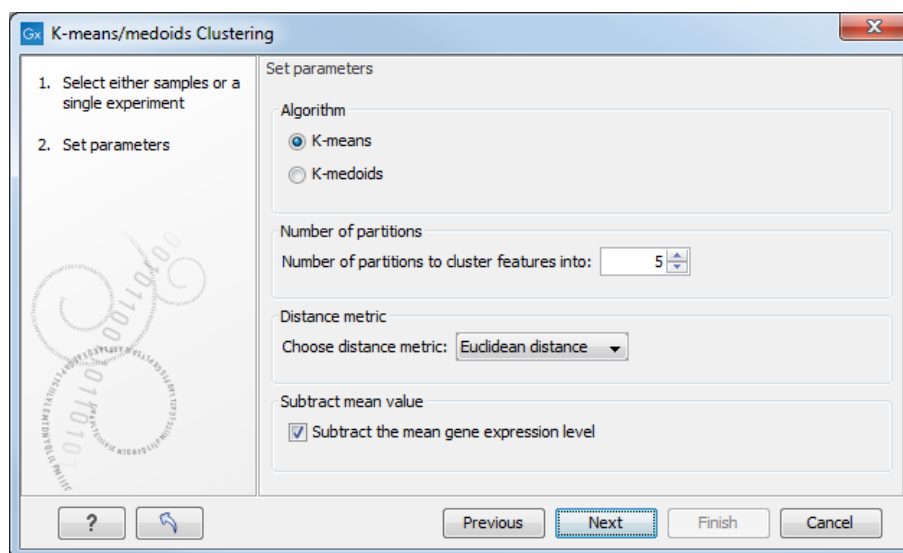 Gx K-means/medoids Clustering
1. Select either samples or a
single experiment
2. Set parameters
Set parameters
Algorithm
K-means
K-medoids
Number of partitions
Number of partitions to cluster features into: 5
Distance metric
Choose distance metric: Euclidean distance
Subtract mean value
Subtract the mean gene expression level
? Previous Next Finish Cancel